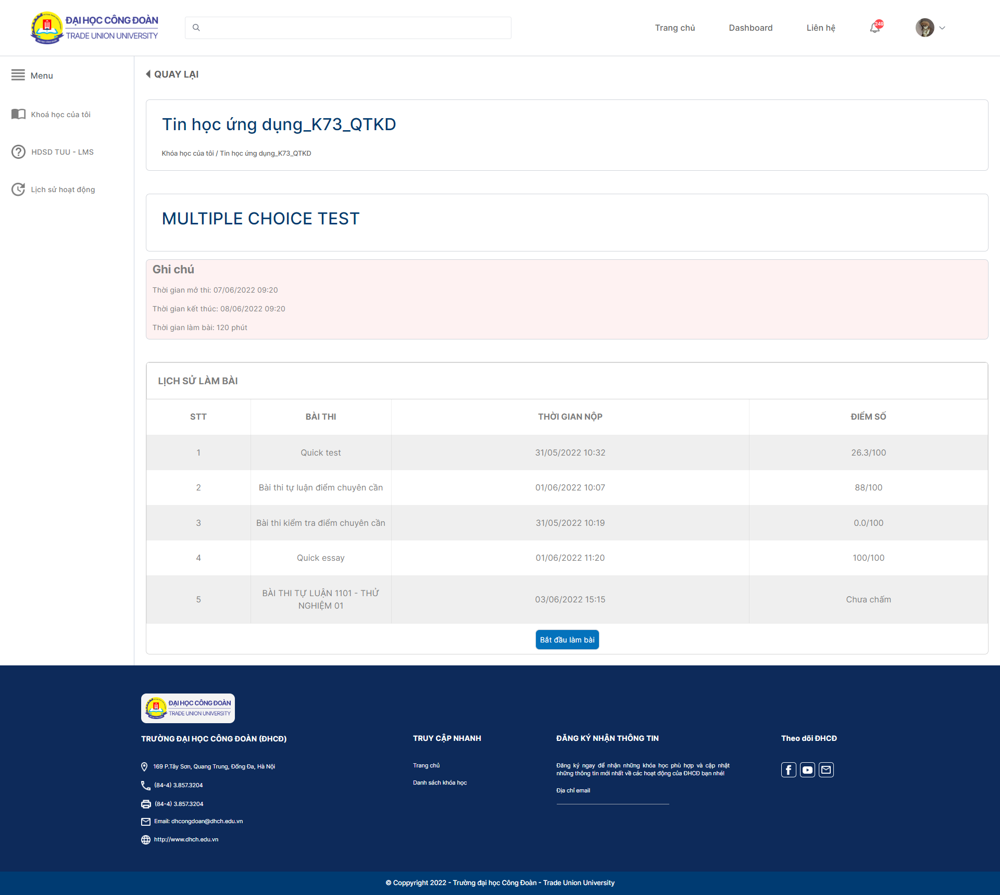 ĐẠI HỌC CÔNG ĐOÀN
TRADE UNION UNIVERSITY
Trang chủ
Dashboard
Liên hệ
249
Menu
Khoá học của tôi
HDSD TUU - LMS
Lịch sử hoạt động
QUAY LẠI
Tin học ứng dụng_K73_QTKD
Khóa học của tôi / Tin học ứng dụng_K73_QTKD
MULTIPLE CHOICE TEST
Ghi chú
Thời gian mở thi: 07/06/2022 09:20
Thời gian kết thúc: 08/06/2022 09:20
Thời gian làm bài: 120 phút
LỊCH SỬ LÀM BÀI
STT BÀI THI THỜI GIAN NỘP ĐIỂM SỐ
1 Quick test 31/05/2022 10:32 26.3/100
2 Bài thi tự luận điểm chuyên cần 01/06/2022 10:07 88/100
3 Bài thi kiểm tra điểm chuyên cần 31/05/2022 10:19 0.0/100
4 Quick essay 01/06/2022 11:20 100/100
5 BÀI THI TỰ LUẬN 1101 - THỬ NGHIỆM 01 03/06/2022 15:15 Chưa chấm
Bắt đầu làm bài
ĐẠI HỌC CÔNG ĐOÀN
TRADE UNION UNIVERSITY
TRƯỜNG ĐẠI HỌC CÔNG ĐOÀN (ĐHCĐ)
169 P.Tây Sơn, Quang Trung, Đống Đa, Hà Nội
(84-4) 3.857.3204
(84-4) 3.857.3204
Email: dhcongdoan@dhch.edu.vn
http://www.dhch.edu.vn
TRUY CẬP NHANH
Trang chủ
Danh sách khóa học
ĐĂNG KÝ NHẬN THÔNG TIN
Đăng ký ngay để nhận những khóa học phù hợp và cập nhật
những thông tin mới nhất về các hoạt động của ĐHCĐ bạn nhé!
Địa chỉ email
Theo dõi ĐHCĐ
© Coppyright 2022 - Trường đại học Công Đoàn - Trade Union University